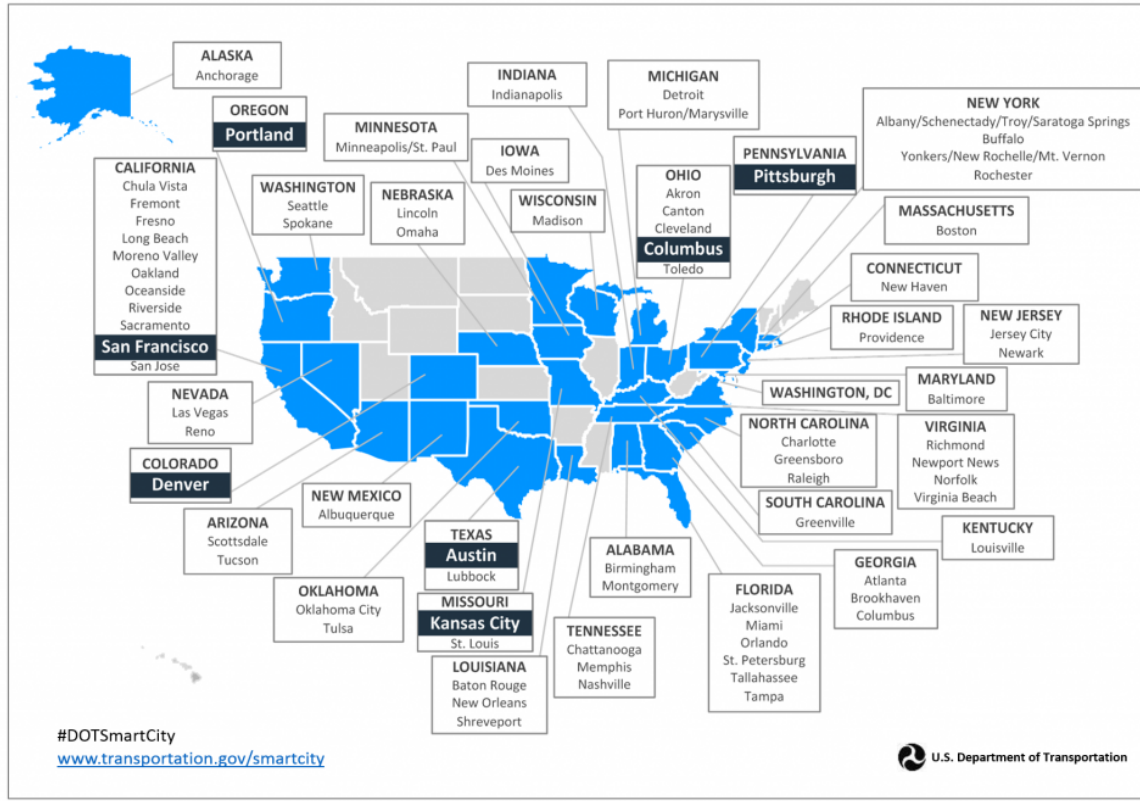 ALASKA
Anchorage
OREGON
Portland
CALIFORNIA
Chula Vista
Fremont
Fresno
Long Beach
Moreno Valley
Oakland
Oceanside
Riverside
Sacramento
San Francisco
San Jose
WASHINGTON
Seattle
Spokane
MINNESOTA
Minneapolis/St. Paul
NEBRASKA
Lincoln
Omaha
INDIANA
Indianapolis
IOWA
Des Moines
WISCONSIN
Madison
MICHIGAN
Detroit
Port Huron/Marysville
OHIO
Akron
Canton
Cleveland
Columbus
Toledo
PENNSYLVANIA
Pittsburgh
NEW YORK
Albany/Schenectady/Troy/Saratoga Springs
Buffalo
Yonkers/New Rochelle/Mt. Vernon
Rochester
MASSACHUSETTS
Boston
CONNECTICUT
New Haven
RHODE ISLAND
Providence
NEW JERSEY
Jersey City
Newark
WASHINGTON, DC
MARYLAND
Baltimore
NEVADA
Las Vegas
Reno
COLORADO
Denver
ARIZONA
Scottsdale
Tucson
NEW MEXICO
Albuquerque
OKLAHOMA
Oklahoma City
Tulsa
TEXAS
Austin
Lubbock
MISSOURI
Kansas City
St. Louis
LOUISIANA
Baton Rouge
New Orleans
Shreveport
TENNESSEE
Chattanooga
Memphis
Nashville
ALABAMA
Birmingham
Montgomery
FLORIDA
Jacksonville
Miami
Orlando
St. Petersburg
Tallahassee
Tampa
NORTH CAROLINA
Charlotte
Greensboro
Raleigh
SOUTH CAROLINA
Greenville
VIRGINIA
Richmond
Newport News
Norfolk
Virginia Beach
KENTUCKY
Louisville
GEORGIA
Atlanta
Brookhaven
Columbus
#DOTSmartCity
www.transportation.gov/smartcity
U.S. Department of Transportation